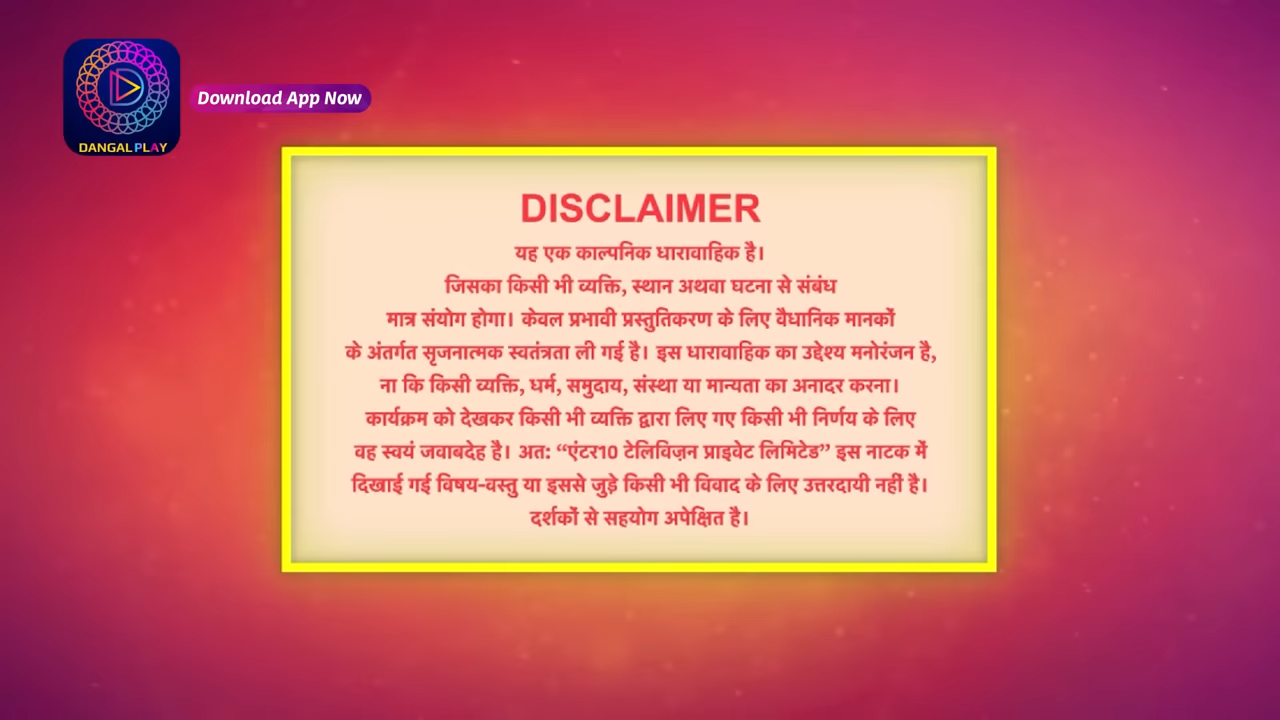 DANGAL PLAY
Download App Now
DISCLAIMER
यह एक काल्पनिक धारावाहिक है।
जिसका किसी भी व्यक्ति, स्थान अथवा घटना से संबंध
मात्र संयोग होगा। केवल प्रभावी प्रस्तुतिकरण के लिए वैधानिक मानकों
के अंतर्गत सृजनात्मक स्वतंत्रता ली गई है। इस धारावाहिक का उद्देश्य मनोरंजन है,
ना कि किसी व्यक्ति, धर्म, समुदाय, संस्था या मान्यता का अनादर करना।
कार्यक्रम को देखकर किसी भी व्यक्ति द्वारा लिए गए किसी भी निर्णय के लिए
वह स्वयं जवाबदेह है। अत: “एंटर10 टेलिविज़न प्राइवेट लिमिटेड” इस नाटक में
दिखाई गई विषय-वस्तु या इससे जुड़े किसी भी विवाद के लिए उत्तरदायी नहीं है।
दर्शकों से सहयोग अपेक्षित है।